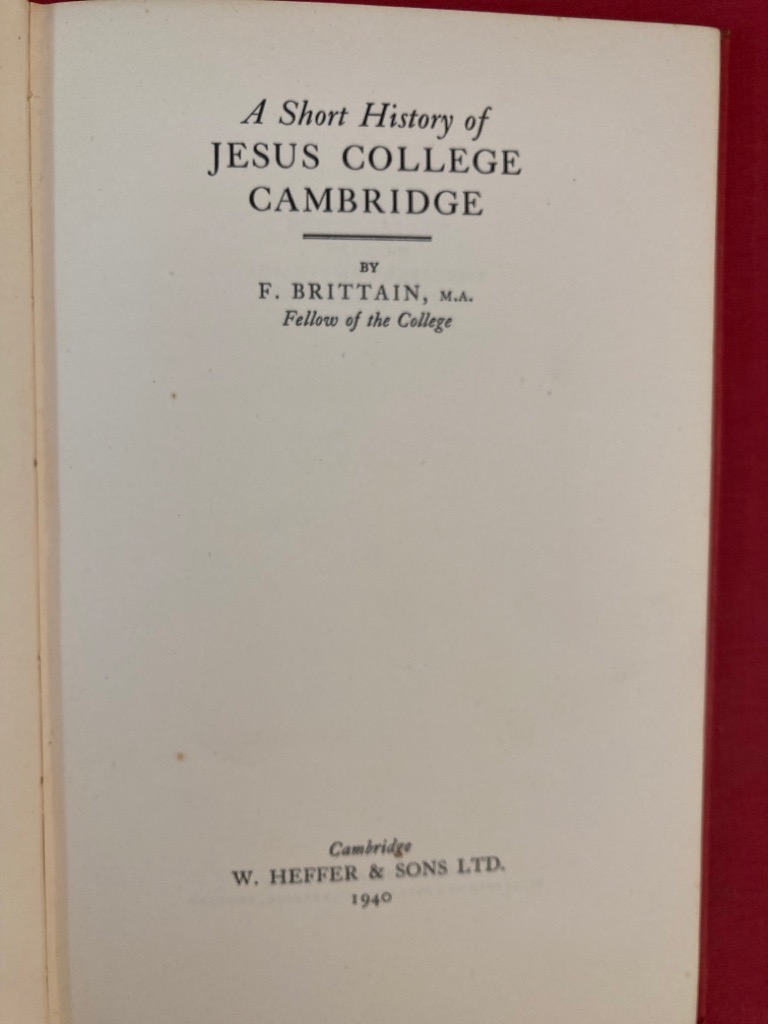 A Short History of
JESUS COLLEGE
CAMBRIDGE
BY
F. BRITTAIN, M.A.
Fellow of the College
Cambridge
W. HEFFER & SONS LTD.
1940